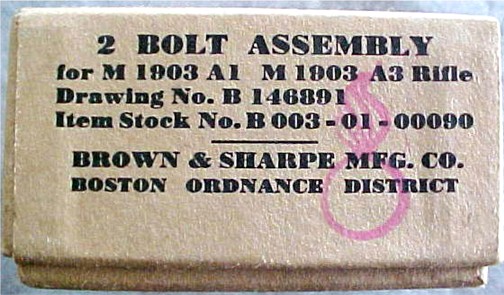 2 BOLT ASSEMBLY
for M 1903 A1 M 1903 A3 Rifle
Drawing No. B 146891
Item Stock No. B 003-01-00090
BROWN & SHARPE MFG. CO.
BOSTON ORDNANCE DISTRICT